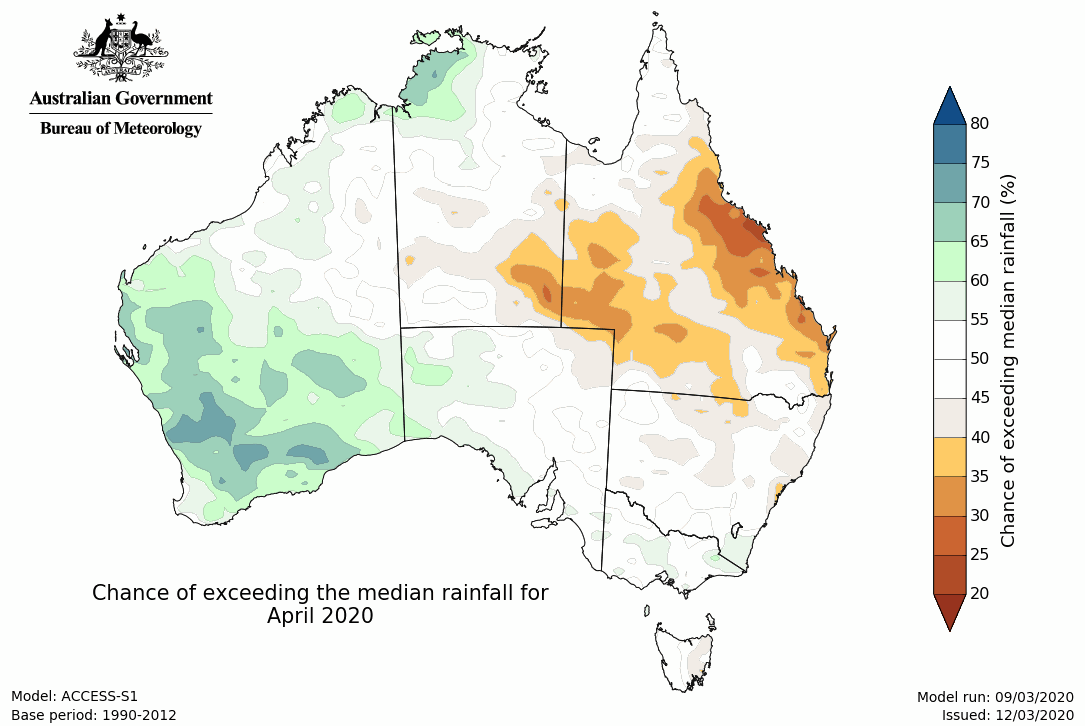 AUSTRALIA
Australian Government
Bureau of Meteorology
80
75
70
65
60
55
50
45
40
35
30
25
20
Chance of exceeding median rainfall (%)
Chance of exceeding the median rainfall for
April 2020
Model: ACCESS-S1
Base period: 1990-2012
Model run: 09/03/2020
Issued: 12/03/2020